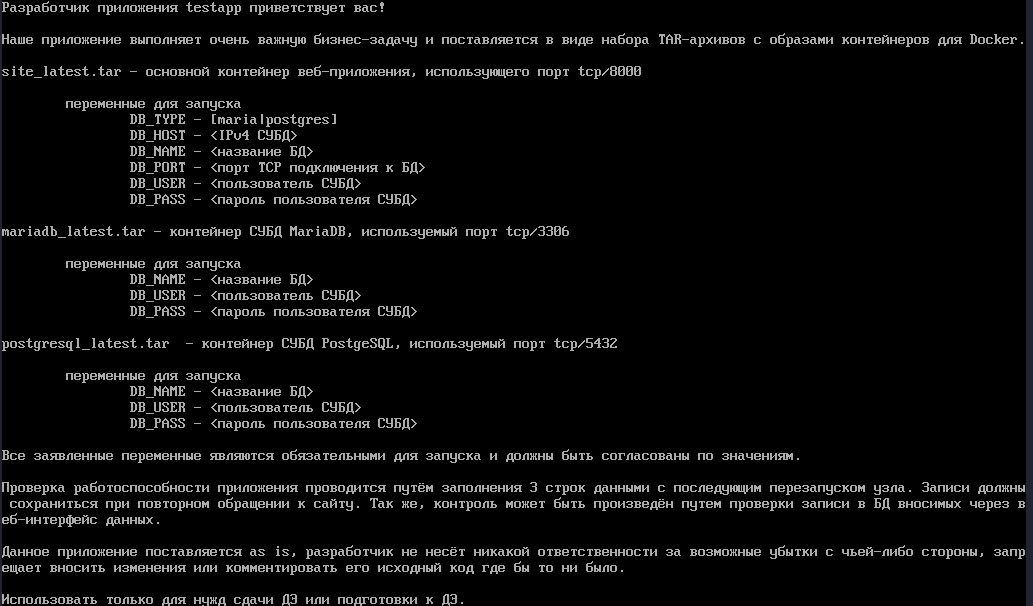 Разработчик приложения testapp приветствует вас!
Наше приложение выполняет очень важную бизнес-задачу и поставляется в виде набора TAR-архивов с образами контейнеров для Docker.
site_latest.tar - основной контейнер веб-приложения, использующего порт tcp/8000
переменные для запуска
DB_TYPE - [maria|postgres]
DB_HOST - <IPv4 СУБД>
DB_NAME - <название БД>
DB_PORT - <порт TCP подключения к БД>
DB_USER - <пользователь СУБД>
DB_PASS - <пароль пользователя СУБД>
mariadb_latest.tar - контейнер СУБД MariaDB, используемый порт tcp/3306
переменные для запуска
DB_NAME - <название БД>
DB_USER - <пользователь СУБД>
DB_PASS - <пароль пользователя СУБД>
postgresql_latest.tar  - контейнер СУБД PostgeSQL, используемый порт tcp/5432
переменные для запуска
DB_NAME - <название БД>
DB_USER - <пользователь СУБД>
DB_PASS - <пароль пользователя СУБД>
Все заявленные переменные являются обязательными для запуска и должны быть согласованы по значениям.
Проверка работоспособности приложения проводится путём заполнения 3 строк данными с последующим перезапуском узла. Записи должны
сохраниться при повторном обращении к сайту. Так же, контроль может быть произведён путем проверки записи в БД вносимых через в
еб-интерфейс данных.
Данное приложение поставляется as is, разработчик не несёт никакой ответственности за возможные убытки с чьей-либо стороны, запр
ещает вносить изменения или комментировать его исходный код где бы то ни было.
Использовать только для нужд сдачи ДЭ или подготовки к ДЭ.